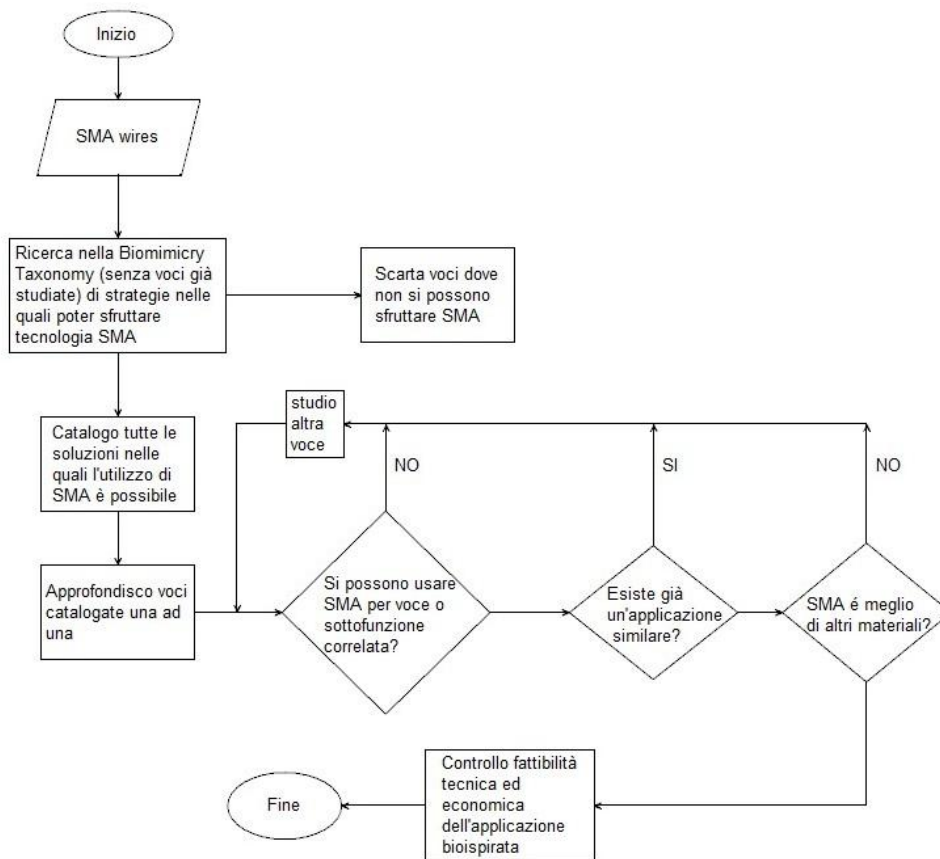 Inizio
SMA wires
Ricerca nella Biomimicry
Taxonomy (senza voci già
studiate) di strategie nelle
quali poter sfruttare
tecnologia SMA
Scarta voci dove
non si possono
sfruttare SMA
Catalogo tutte le
soluzioni nelle
quali l'utilizzo di
SMA è possibile
studio
altra
voce
NO
SI
NO
Approfondisco voci
catalogate una ad
una
Si possono usare
SMA per voce o
sottofunzione
correlata?
Esiste già
un'applicazione
similare?
SMA é meglio
di altri materiali?
Controllo fattibilità
tecnica ed
economica
dell'applicazione
bioispirata
Fine